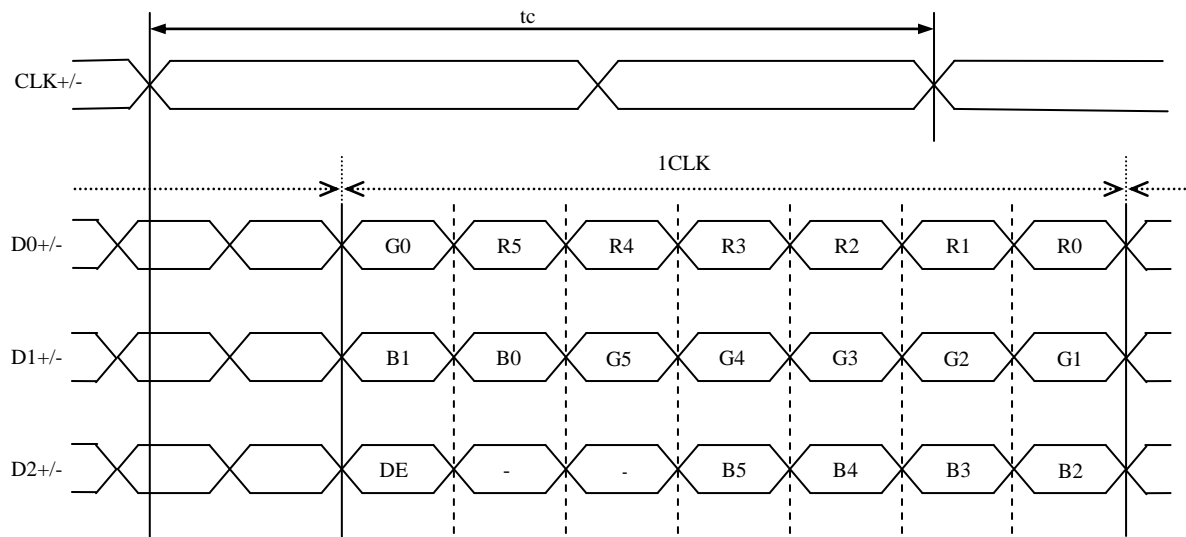 tc
CLK+/-
1CLK
D0+/- G0 R5 R4 R3 R2 R1 R0
D1+/- B1 B0 G5 G4 G3 G2 G1
D2+/- DE - - B5 B4 B3 B2